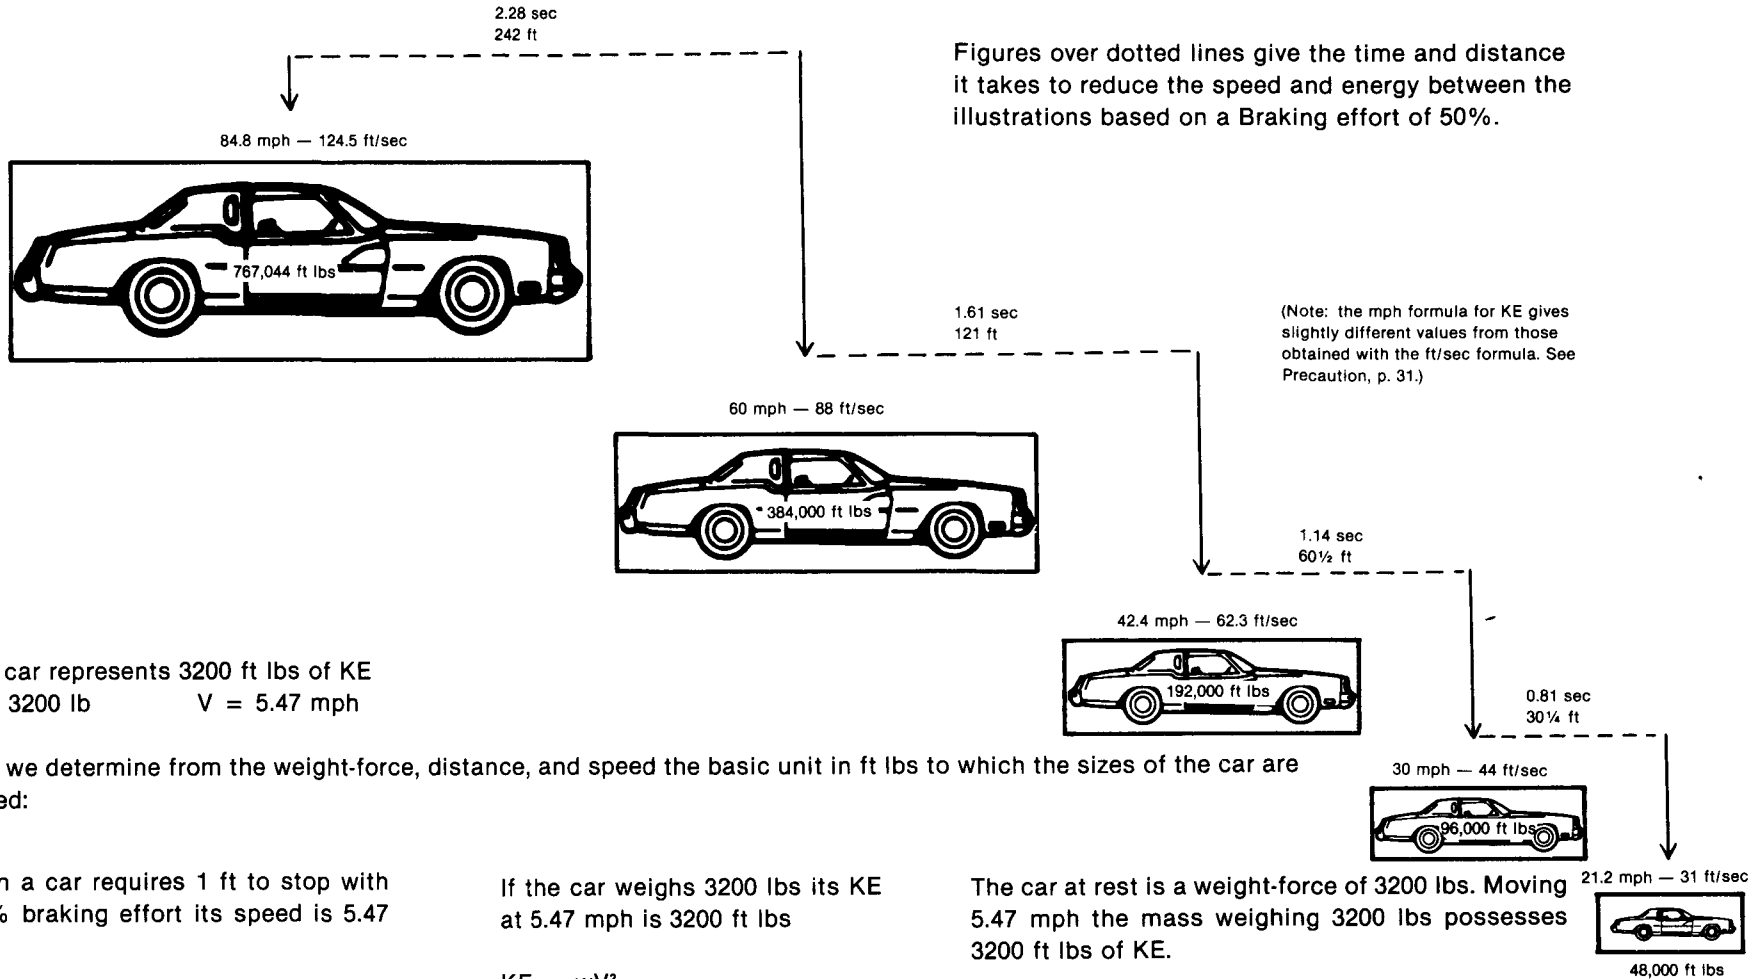 2.28 sec
242 ft
Figures over dotted lines give the time and distance
it takes to reduce the speed and energy between the
illustrations based on a Braking effort of 50%.
84.8 mph — 124.5 ft/sec
767,044 ft lbs
1.61 sec
121 ft
(Note: the mph formula for KE gives
slightly different values from those
obtained with the ft/sec formula. See
Precaution, p. 31.)
60 mph — 88 ft/sec
384,000 ft lbs
1.14 sec
60½ ft
42.4 mph — 62.3 ft/sec
192,000 ft lbs
car represents 3200 ft lbs of KE
3200 lb V = 5.47 mph
0.81 sec
30¼ ft
we determine from the weight-force, distance, and speed the basic unit in ft lbs to which the sizes of the car are
ed:
30 mph — 44 ft/sec
96,000 ft lbs
a car requires 1 ft to stop with
% braking effort its speed is 5.47
If the car weighs 3200 lbs its KE
at 5.47 mph is 3200 ft lbs
The car at rest is a weight-force of 3200 lbs. Moving
5.47 mph the mass weighing 3200 lbs possesses
3200 ft lbs of KE.
21.2 mph — 31 ft/sec
48,000 ft lbs